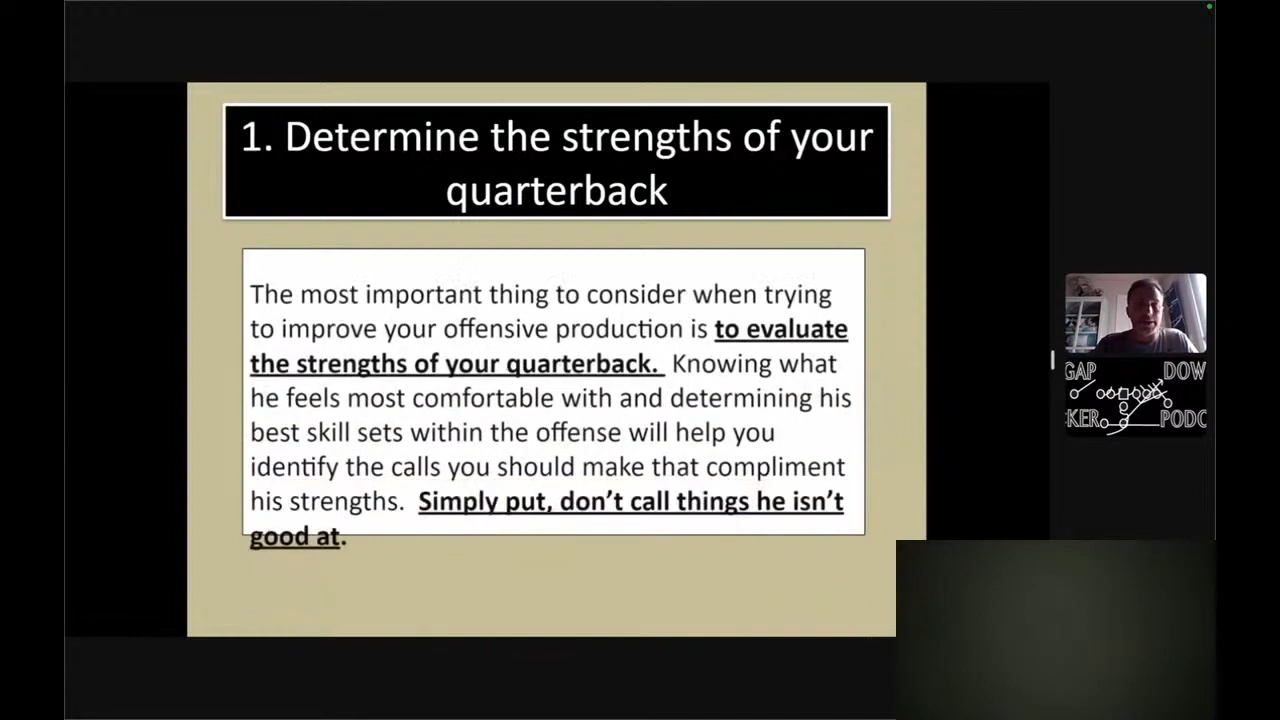 1. Determine the strengths of your
quarterback
The most important thing to consider when trying
to improve your offensive production is to evaluate
the strengths of your quarterback. Knowing what
he feels most comfortable with and determining his
best skill sets within the offense will help you
identify the calls you should make that compliment
his strengths. Simply put, don’t call things he isn’t
good at.
GAP DOW
KER PODC